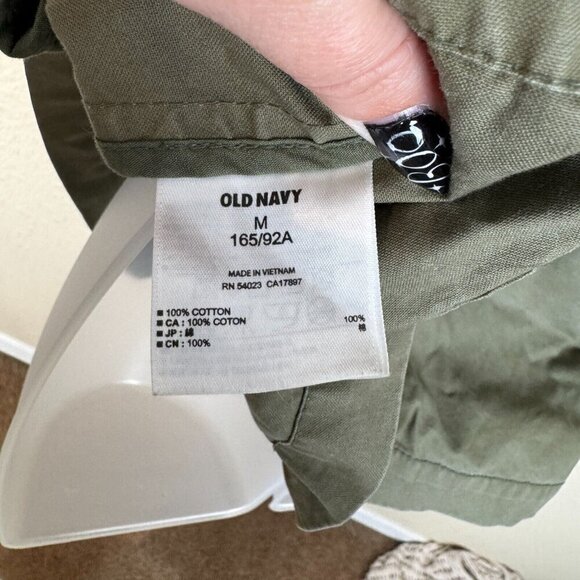 OLD NAVY
M
165/92A
MADE IN VIETNAM
RN 54023 CA17897
■ 100% COTTON
■ CA : 100% COTON
■ JP : 綿 100%
■ CN : 100% 棉